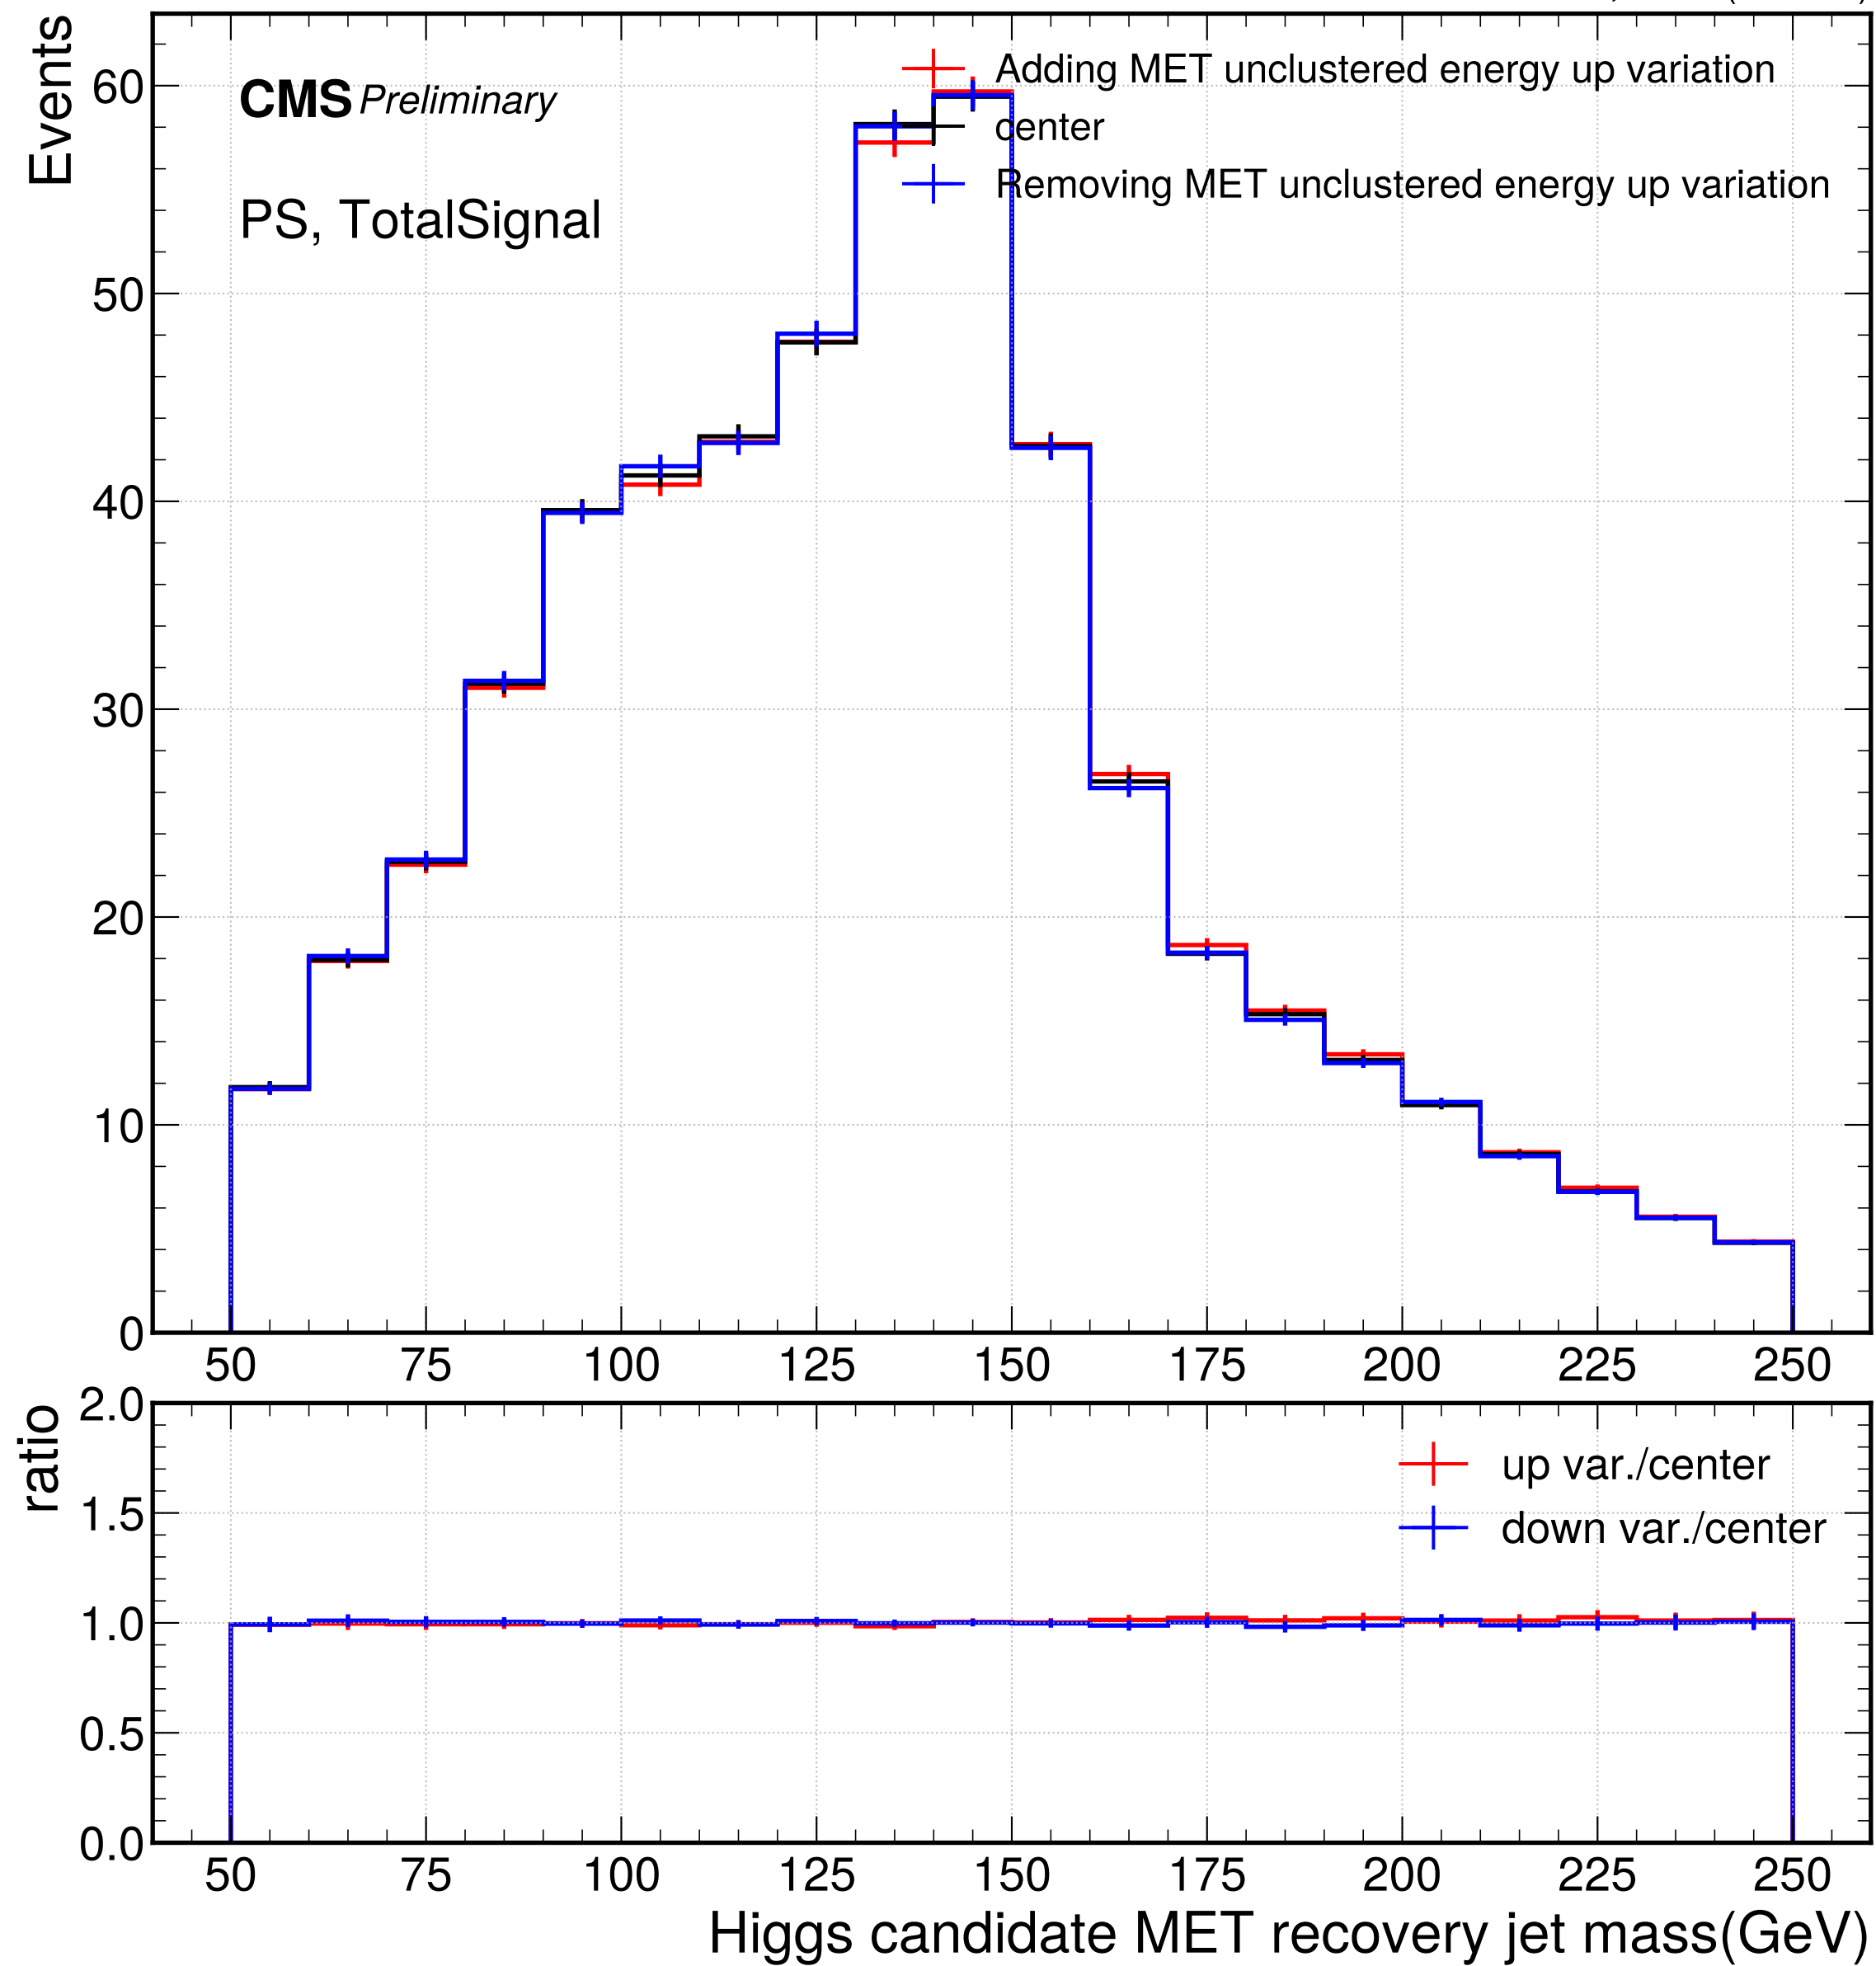 Events
CMS Preliminary
PS, TotalSignal
Adding MET unclustered energy up variation
center
Removing MET unclustered energy up variation
60
50
40
30
20
10
0
50 75 100 125 150 175 200 225 250
ratio
up var./center
down var./center
2.0
1.5
1.0
0.5
0.0
50 75 100 125 150 175 200 225 250
Higgs candidate MET recovery jet mass(GeV)